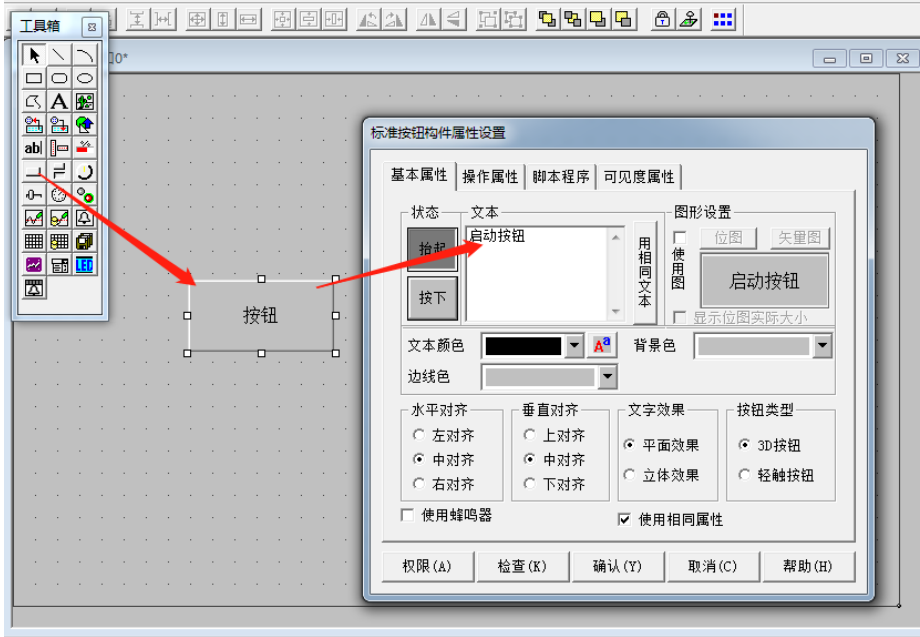 工具箱
0*
A
ab|
LED
按钮
标准按钮构件属性设置
基本属性 操作属性 脚本程序 可见度属性
状态 文本 图形设置
抬起
按下
启动按钮
用相同文本
使用图
位图 矢量图
启动按钮
显示位图实际大小
文本颜色 Aa 背景色
边线色
水平对齐 垂直对齐 文字效果 按钮类型
左对齐 上对齐 平面效果 3D按钮
中对齐 中对齐 立体效果 轻触按钮
右对齐 下对齐
使用蜂鸣器 使用相同属性
权限(A) 检查(K) 确认(Y) 取消(C) 帮助(H)